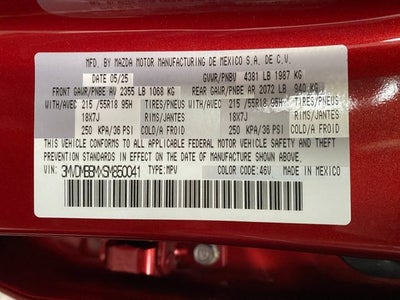 MFD. BY MAZDA MOTOR MANUFACTURING DE MEXICO S.A. DE C.V.
DATE 05/25 GVWR/PNBV 4381 LB 1987 KG
FRONT GAWR/PNBE AV 2355 LB 1068 KG REAR GAWR/PNBE AR 2072 LB 940 KG
WITH/AVEC 215/55R18 95H TIRES/PNEUS WITH/AVEC 215/55R18 95H TIRES/PNEUS
18X7J RIMS/JANTES 18X7J RIMS/JANTES
250 KPA/36 PSI COLD/A FROID 250 KPA/36 PSI COLD/A FROID
THIS VEHICLE CONFORMS TO ALL APPLICABLE FEDERAL MOTOR VEHICLE SAFETY AND THEFT
PREVENTION STANDARDS IN EFFECT ON THE DATE OF MANUFACTURE SHOWN ABOVE.
VIN: TYPE:MPV COLOR CODE:46V MADE IN MEXICO